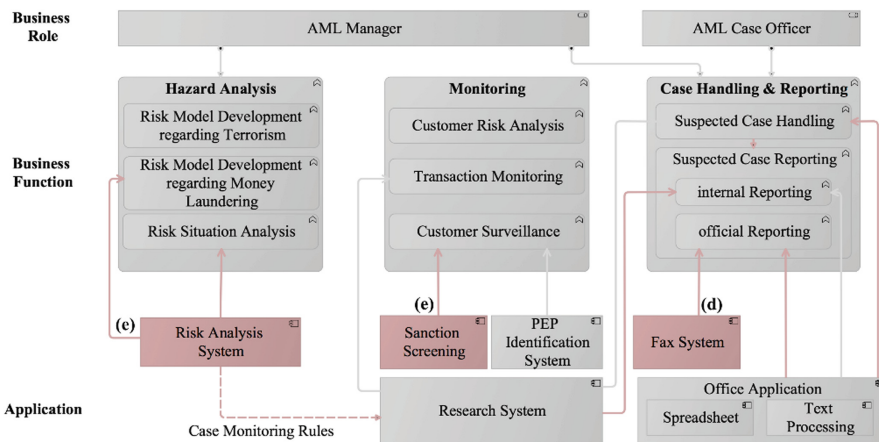 Business
Role
AML Manager
AML Case Officer
Hazard Analysis
Monitoring
Case Handling & Reporting
Risk Model Development
regarding Terrorism
Customer Risk Analysis
Suspected Case Handling
Business
Function
Risk Model Development
regarding Money
Laundering
Transaction Monitoring
Suspected Case Reporting
internal Reporting
Risk Situation Analysis
Customer Surveillance
official Reporting
(e)
(e)
(d)
Risk Analysis
System
Sanction
Screening
PEP
Identification
System
Fax System
Application
Case Monitoring Rules
Research System
Office Application
Spreadsheet
Text
Processing